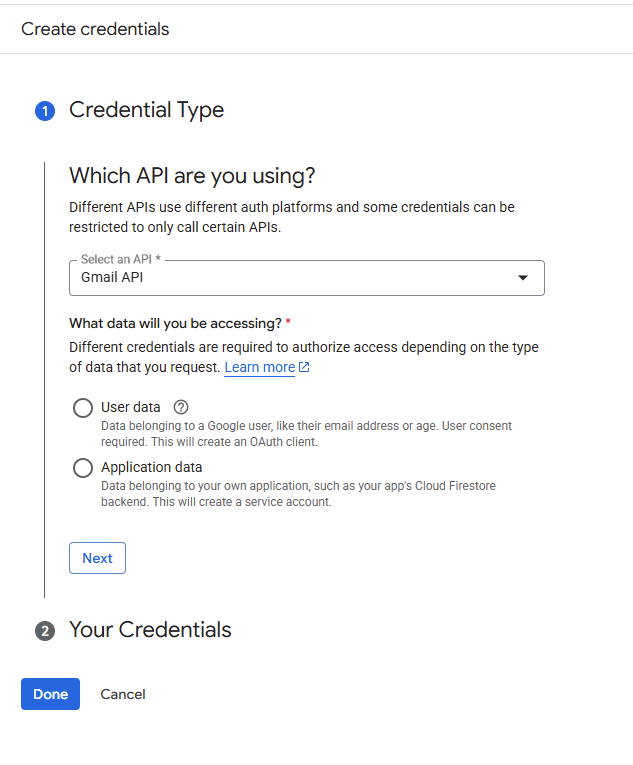 Create credentials
1 Credential Type
Which API are you using?
Different APIs use different auth platforms and some credentials can be
restricted to only call certain APIs.
Select an API *
Gmail API
What data will you be accessing? *
Different credentials are required to authorize access depending on the type
of data that you request. Learn more
User data
Data belonging to a Google user, like their email address or age. User consent
required. This will create an OAuth client.
Application data
Data belonging to your own application, such as your app's Cloud Firestore
backend. This will create a service account.
Next
2 Your Credentials
Done Cancel